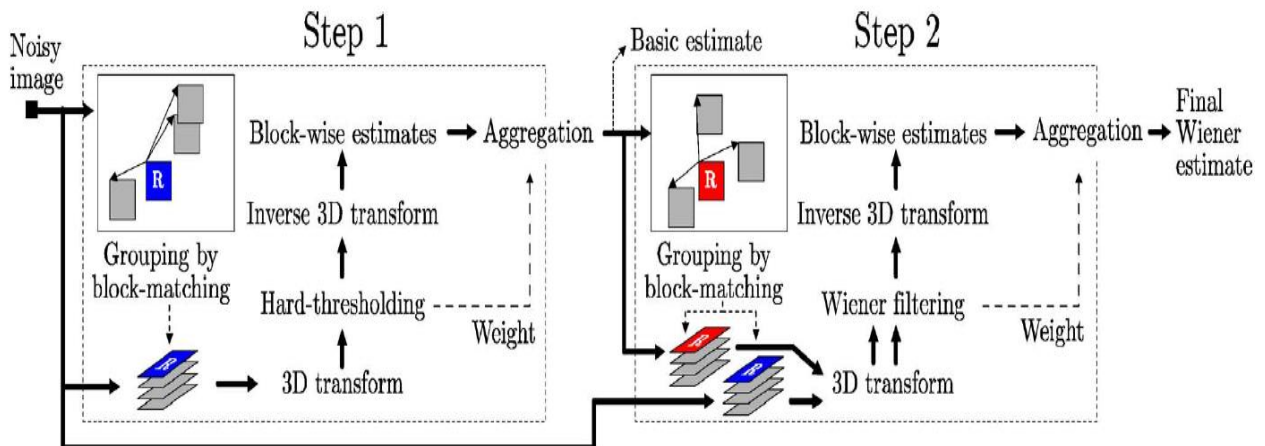 Step 1
Step 2
Noisy
image
Basic estimate
R
Block-wise estimates
Aggregation
Inverse 3D transform
Grouping by
block-matching
Hard-thresholding
Weight
R
3D transform
R
Block-wise estimates
Aggregation
Final
Wiener
estimate
Inverse 3D transform
Grouping by
block-matching
Wiener filtering
Weight
R
R
3D transform